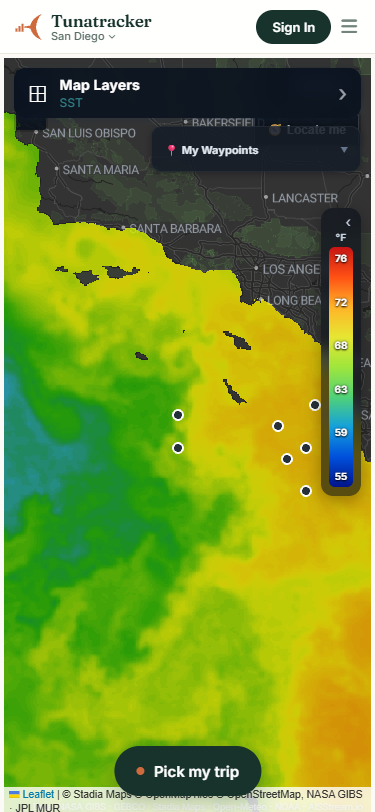 Tunatracker
San Diego
Sign In
Map Layers
SST
BAKERSFIELD
Locate me
SAN LUIS OBISPO
My Waypoints
SANTA MARIA
LANCASTER
SANTA BARBARA
°F
76
LOS ANGE
LONG BEA
72
68
63
59
55
Pick my trip
Leaflet | © Stadia Maps © OpenMapTiles © OpenStreetMap, NASA GIBS
· JPL MUR